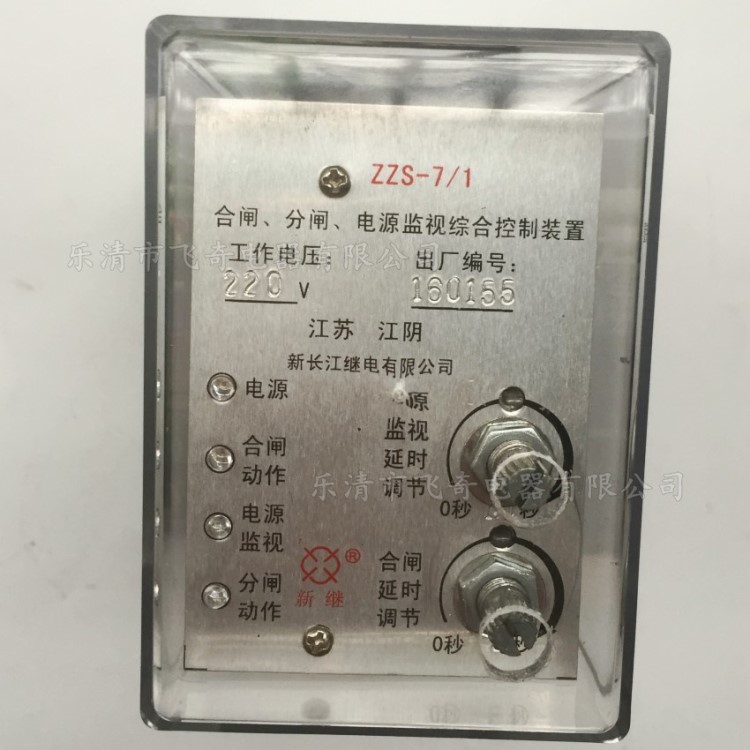 ZZS-7/1
合闸、分闸、电源监视综合控制装置
工作电压: 出厂编号:
220 V 160155
江苏 江阴
新长江继电有限公司
电源
合闸
动作
电源
监视
分闸
动作
源
监视
延时
调节
0秒 秒
合闸
延时
调节
0秒 秒
®
新继
乐清市飞奇电器有限公司
乐清市飞奇电器有限公司